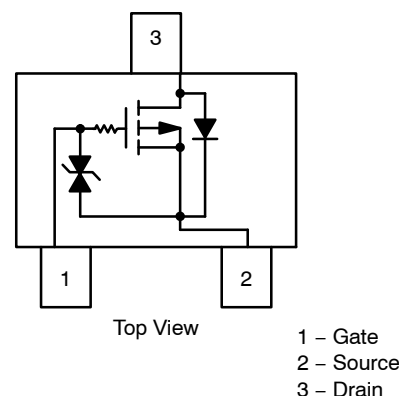 3
1
2
Top View
1 – Gate
2 – Source
3 – Drain